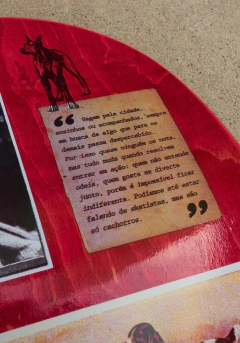 “ Vagam pela cidade, sempre
sozinhos ou acompanhados,
em busca de algo que para os
demais passa despercebido.
Por isso quase ninguém os nota,
mas tudo muda quando resolvem
entrar em ação: quem não entende
odeia, quem gosta se diverte
junto, porém é impossível ficar
indiferente. Podíamos até estar
falando de skatistas, mas não
só cachorros. ”